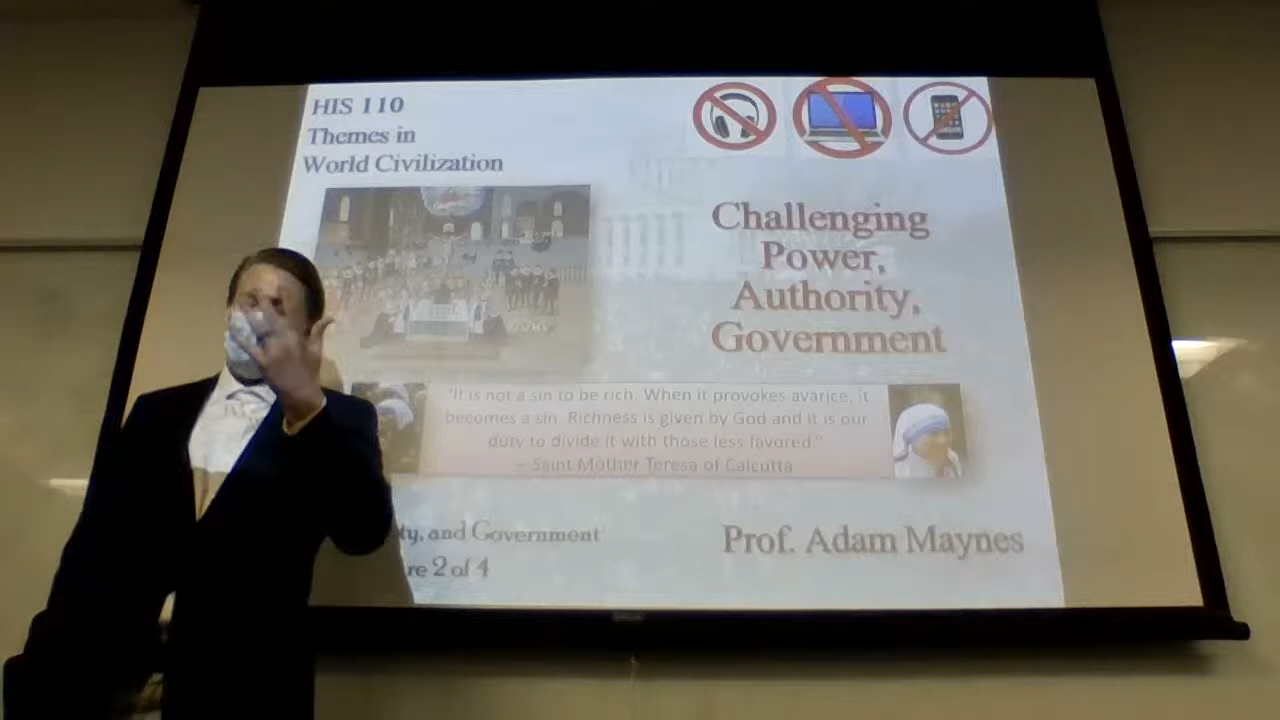 HIS 110
Themes in
World Civilization
Challenging
Power,
Authority,
Government
"It is not a sin to be rich. When it provokes avarice, it
becomes a sin. Richness is given by God and it is our
duty to divide it with those less favored."
– Saint Mother Teresa of Calcutta
ty, and Government
re 2 of 4
Prof. Adam Maynes